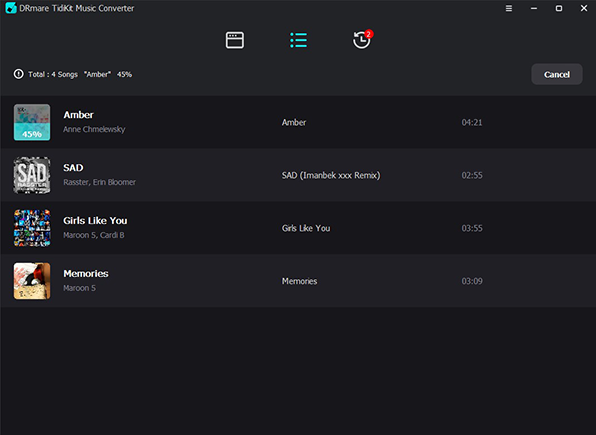 DRmare TidiKit Music Converter
2
Total : 4 Songs "Amber" 45%
Cancel
45%
Amber
Anne Chmelewsky
Amber
04:21
SAD
RASSTER
SAD
Rasster, Erin Bloomer
SAD (Imanbek xxx Remix)
02:55
Girls Like You
Maroon S, Cardi B
Girls Like You
03:55
Memories
Maroon S
Memories
03:09